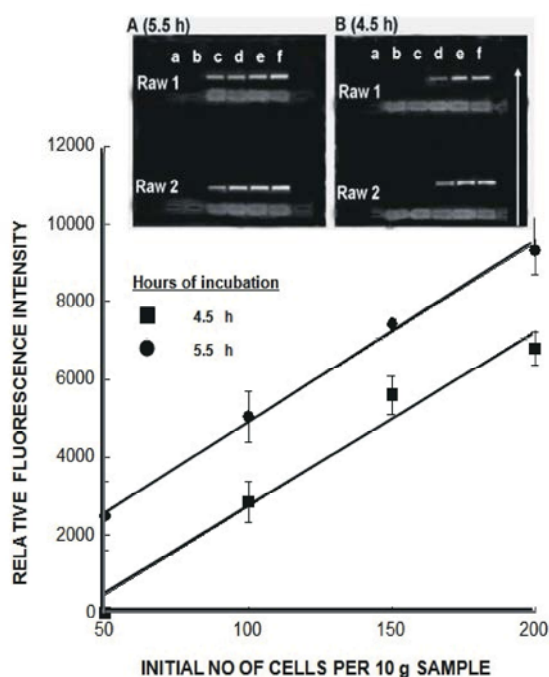 A (5.5 h)
B (4.5 h)
a b c d e f
a b c d e f
Raw 1
Raw 1
Raw 2
Raw 2
12000
10000
8000
6000
4000
2000
0
Hours of incubation
4.5 h
5.5 h
RELATIVE FLUORESCENCE INTENSITY
50 100 150 200
INITIAL NO OF CELLS PER 10 g SAMPLE